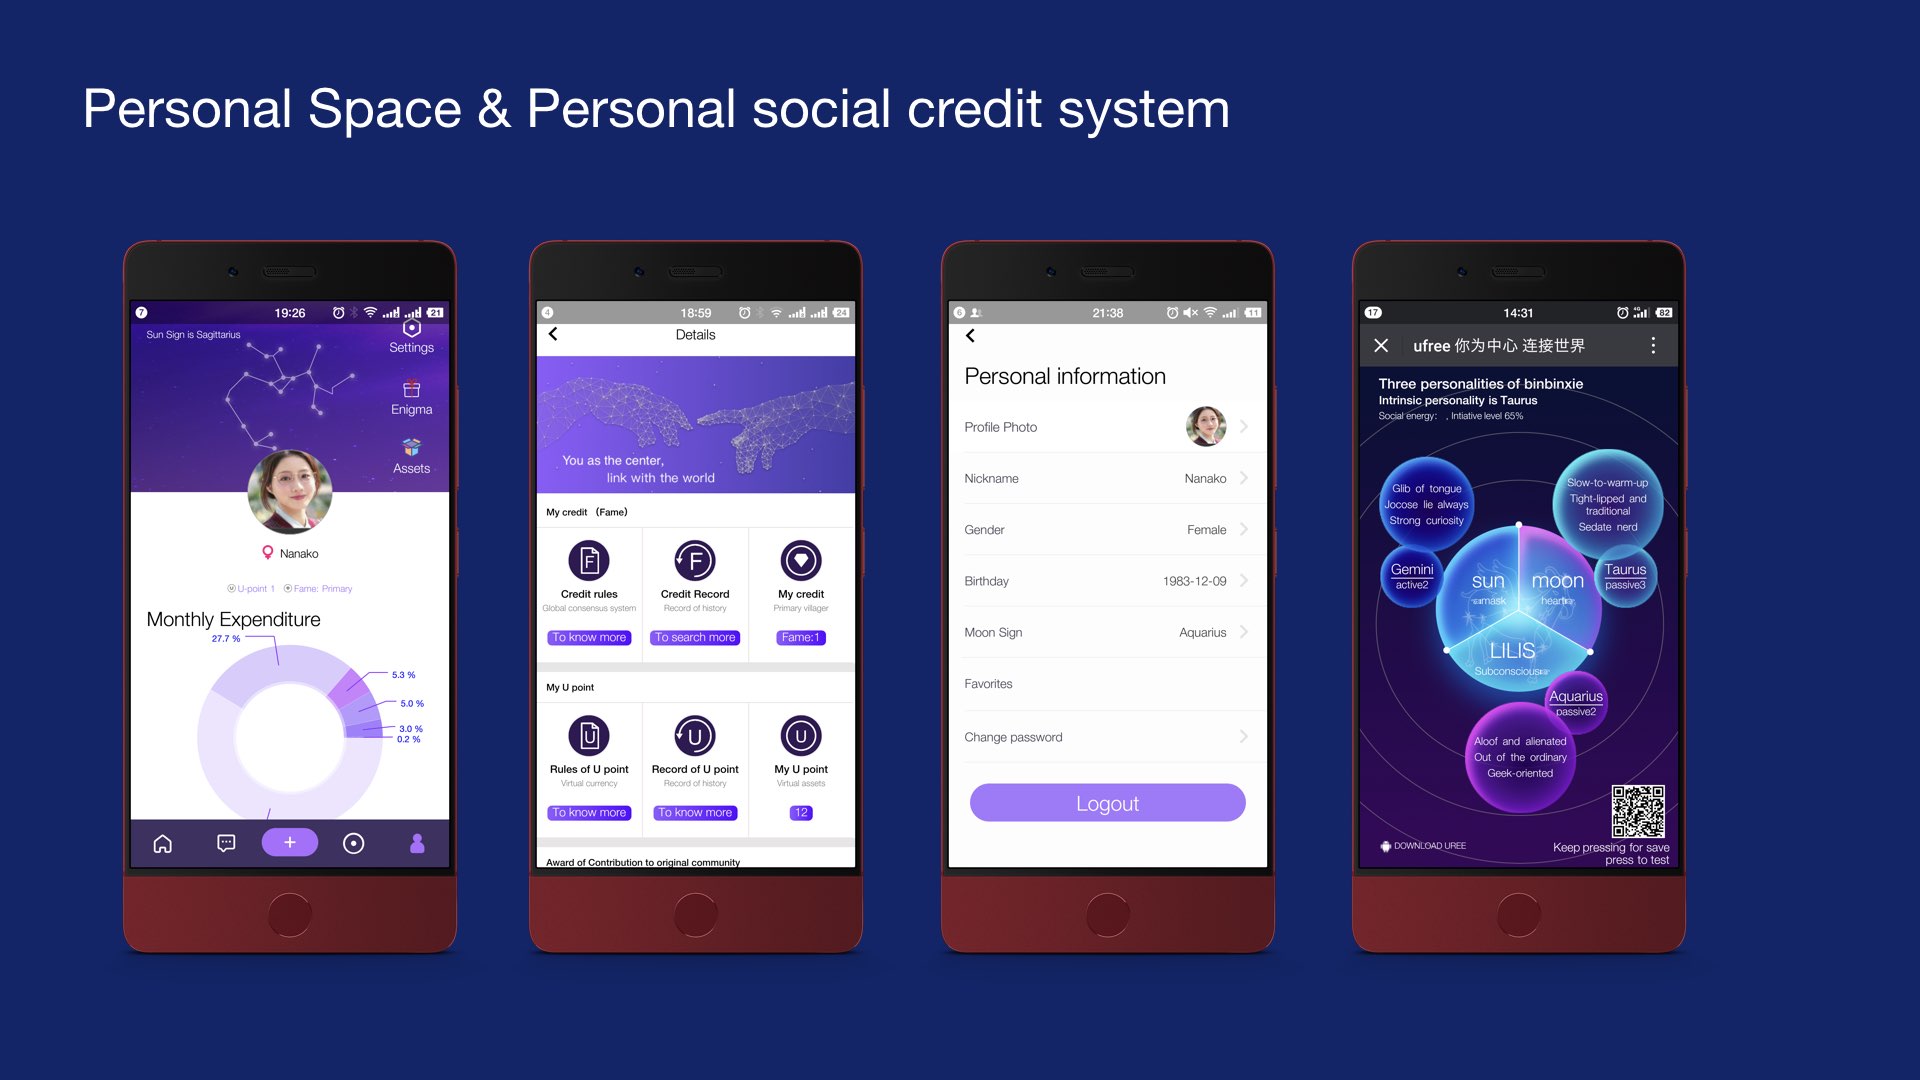 Personal Space & Personal social credit system
7
19:26
21
Sun Sign is Sagittarius
Settings
Enigma
Assets
Nanako
U-point 1 Fame: Primary
Monthly Expenditure
27.7 %
5.3 %
5.0 %
3.0 %
0.2 %
4
18:59
24
Details
You as the center,
link with the world
My credit (Fame)
F
F
Credit rules
Credit Record
My credit
Global consensus system
Record of history
Primary villager
To know more
To search more
Fame:1
My U point
U
U
U
Rules of U point
Record of U point
My U point
Virtual currency
Record of history
Virtual assets
To know more
To know more
12
Award of Contribution to original community
6
21:38
11
Personal information
Profile Photo
Nickname
Nanako
Gender
Female
Birthday
1983-12-09
Moon Sign
Aquarius
Favorites
Change password
Logout
17
14:31
4G
82
ufree 你为中心 连接世界
Three personalities of binbinxie
Intrinsic personality is Taurus
Social energy: , Intiative level 65%
Glib of tongue
Jocose lie always
Strong curiosity
Slow-to-warm-up
Tight-lipped and
traditional
Sedate nerd
Gemini
active2
sun
mask
moon
heart
Taurus
passive3
LILIS
Subconscious
Aquarius
passive2
Aloof and alienated
Out of the ordinary
Geek-oriented
DOWNLOAD UREE
Keep pressing for save
press to test